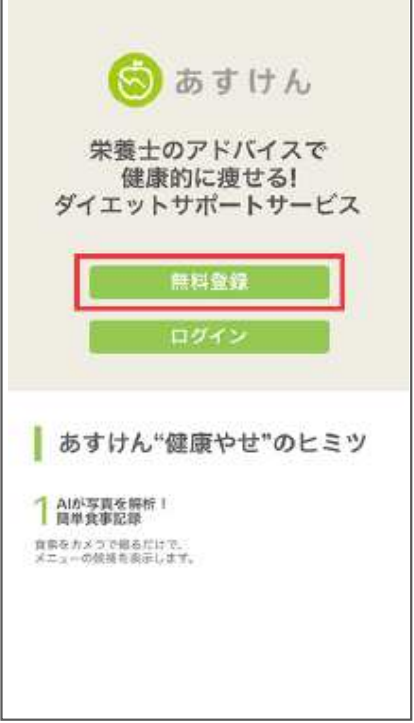 あすけん
栄養士のアドバイスで
健康的に痩せる!
ダイエットサポートサービス
無料登録
ログイン
あすけん“健康やせ”のヒミツ
1 AIが写真を解析！
簡単食事記録
食事をカメラで撮るだけで、
メニューの候補を表示します。